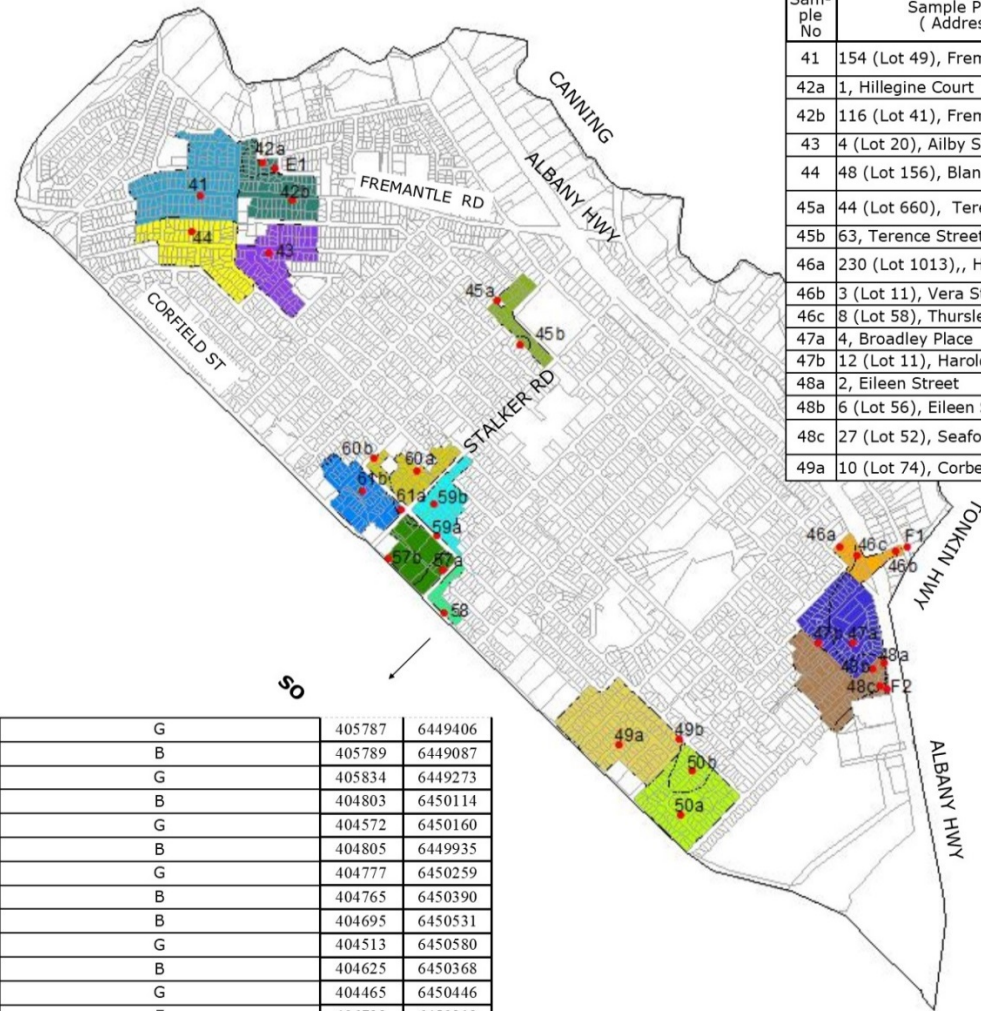 Sam-
ple
No
Sample P
( Addres
41 154 (Lot 49), Frem
42a 1, Hillegine Court
42b 116 (Lot 41), Frem
43 4 (Lot 20), Ailby S
44 48 (Lot 156), Blan
45a 44 (Lot 660), Tere
45b 63, Terence Street
46a 230 (Lot 1013),, H
46b 3 (Lot 11), Vera S
46c 8 (Lot 58), Thursle
47a 4, Broadley Place
47b 12 (Lot 11), Harol
48a 2, Eileen Street
48b 6 (Lot 56), Eileen
48c 27 (Lot 52), Seafo
49a 10 (Lot 74), Corbe
CANNING
ALBANY HWY
42a
E1
41
42b
FREMANTLE RD
44
43
45a
CORFIELD ST
45b
STALKER RD
60b
60a
61b
61a
59b
59a
57b
57a
58
TONKIN HWY
46a
46c
F1
46b
47b
47a
48a
48b
48c
F2
SO
49a
49b
50b
50a
ALBANY HWY
G 405787 6449406
B 405789 6449087
G 405834 6449273
B 404803 6450114
G 404572 6450160
B 404805 6449935
G 404777 6450259
B 404765 6450390
B 404695 6450531
G 404513 6450580
B 404625 6450368
G 404465 6450446